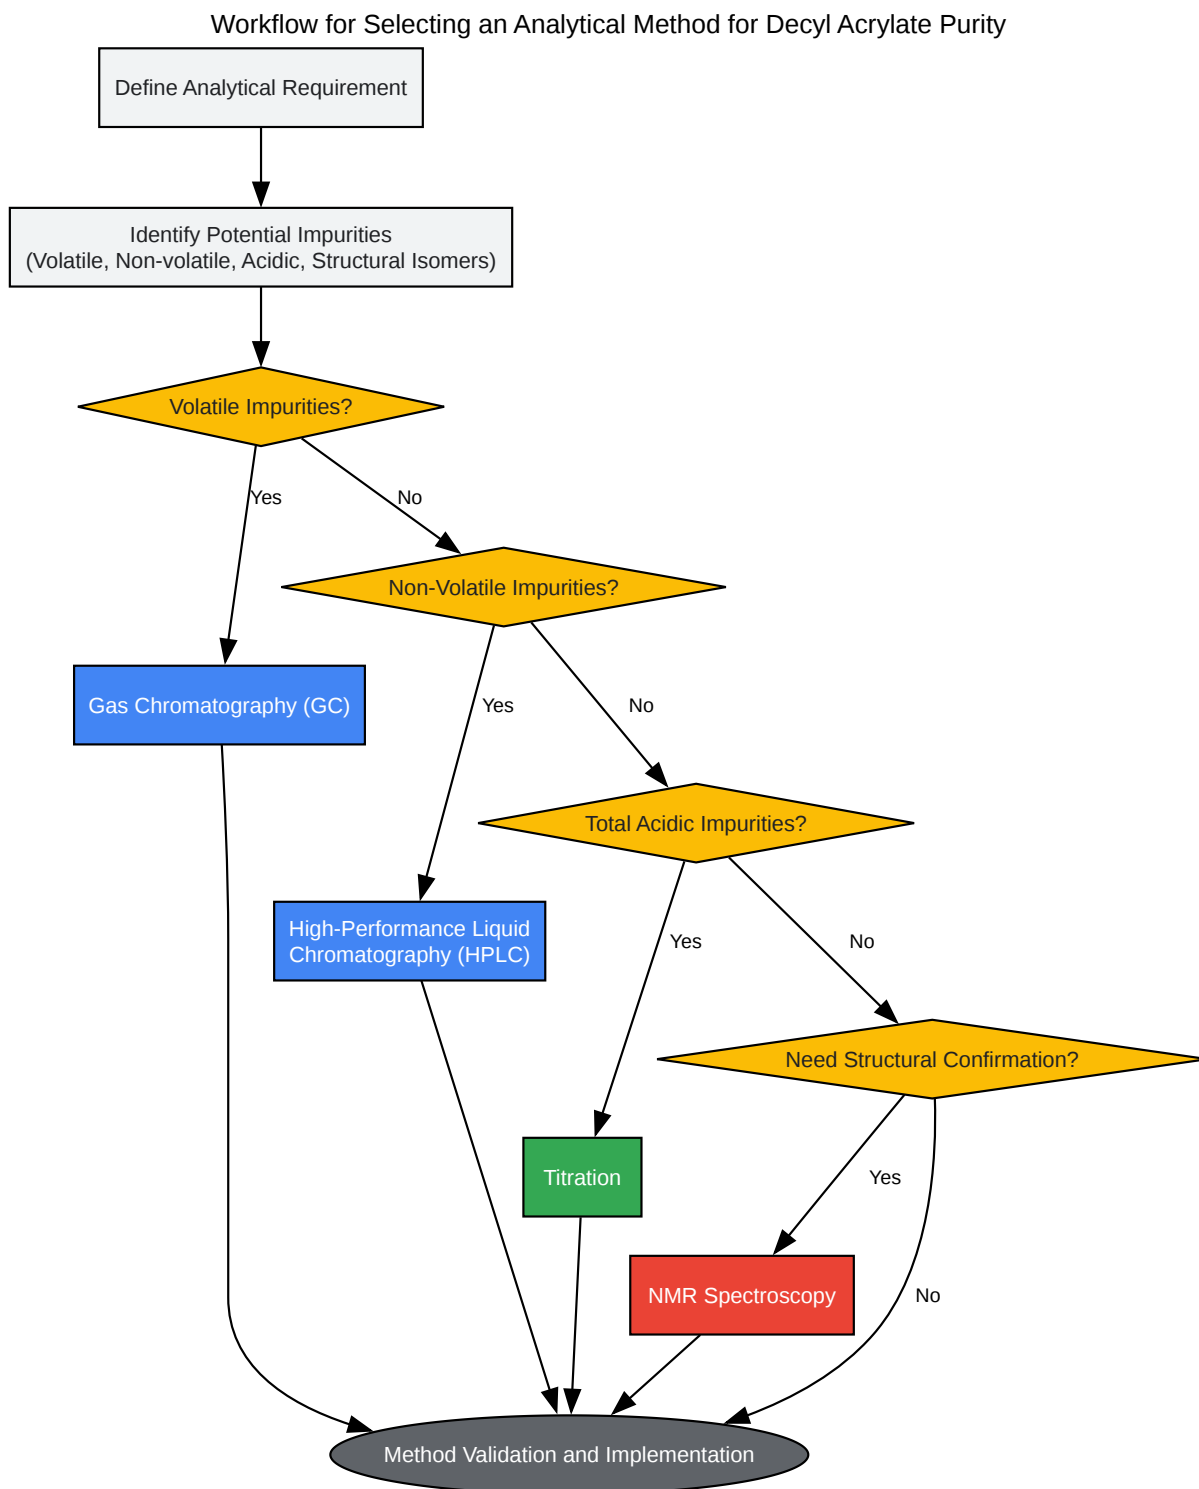 Workflow for Selecting an Analytical Method for Decyl Acrylate Purity
Define Analytical Requirement
Identify Potential Impurities
(Volatile, Non-volatile, Acidic, Structural Isomers)
Volatile Impurities?
Yes
No
Non-Volatile Impurities?
Gas Chromatography (GC)
Yes
No
Total Acidic Impurities?
High-Performance Liquid
Chromatography (HPLC)
Yes
No
Need Structural Confirmation?
Titration
Yes
NMR Spectroscopy
No
Method Validation and Implementation